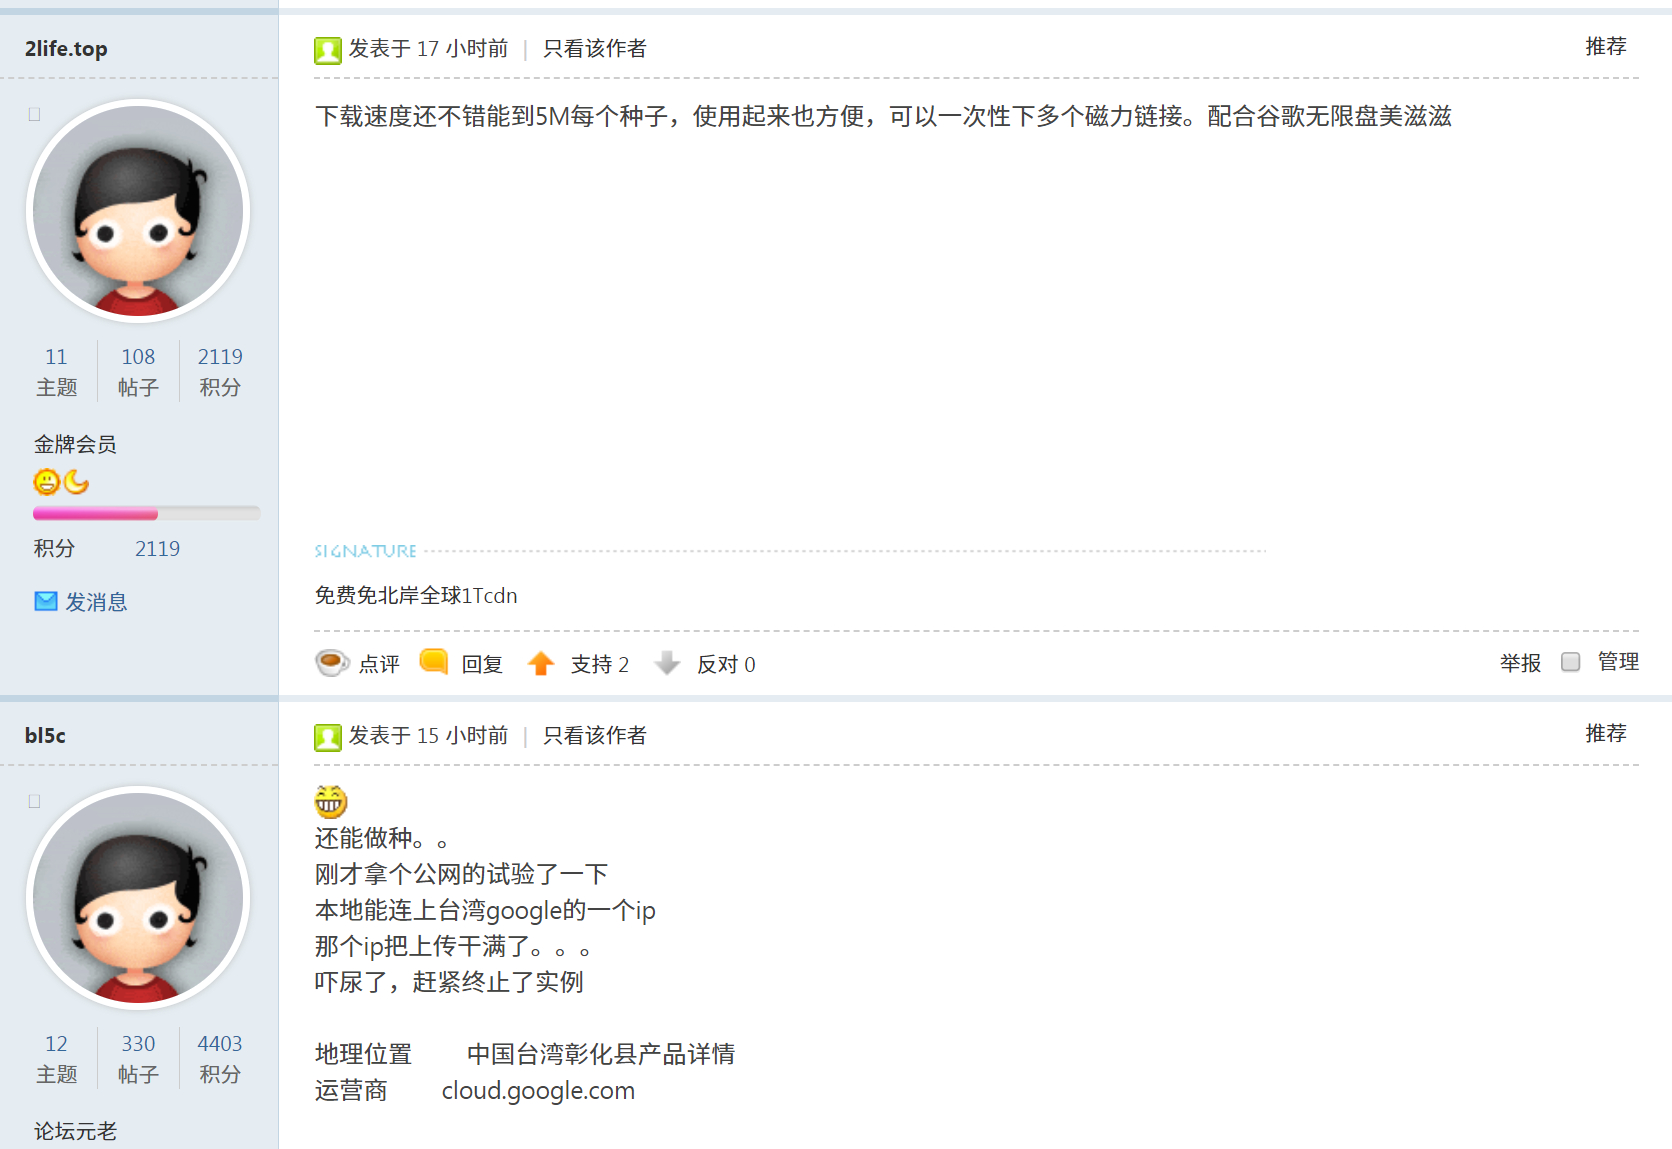 2life.top
发表于 17 小时前 | 只看该作者
推荐
下载速度还不错能到5M每个种子，使用起来也方便，可以一次性下多个磁力链接。配合谷歌无限盘美滋滋
11 108 2119
主题 帖子 积分
金牌会员
积分 2119
发消息
SIGNATURE
免费免北岸全球1Tcdn
点评 回复 支持 2 反对 0
举报 管理
bl5c
发表于 15 小时前 | 只看该作者
推荐
还能做种。。
刚才拿个公网的试验了一下
本地能连上台湾google的一个ip
那个ip把上传干满了。。。
吓尿了，赶紧终止了实例
地理位置 中国台湾彰化县产品详情
运营商 cloud.google.com
12 330 4403
主题 帖子 积分
论坛元老